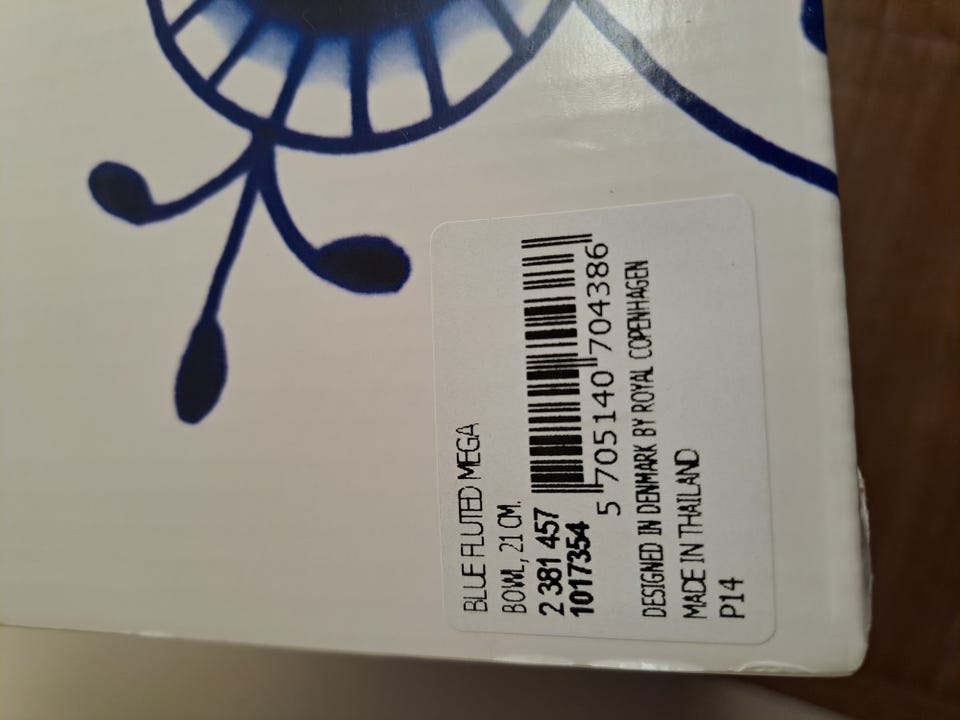 BLUE FLUTED MEGA
BOWL, 21 CM.
2 381 457
1017354
5 705140 704386
DESIGNED IN DENMARK BY ROYAL COPENHAGEN
MADE IN THAILAND
P14